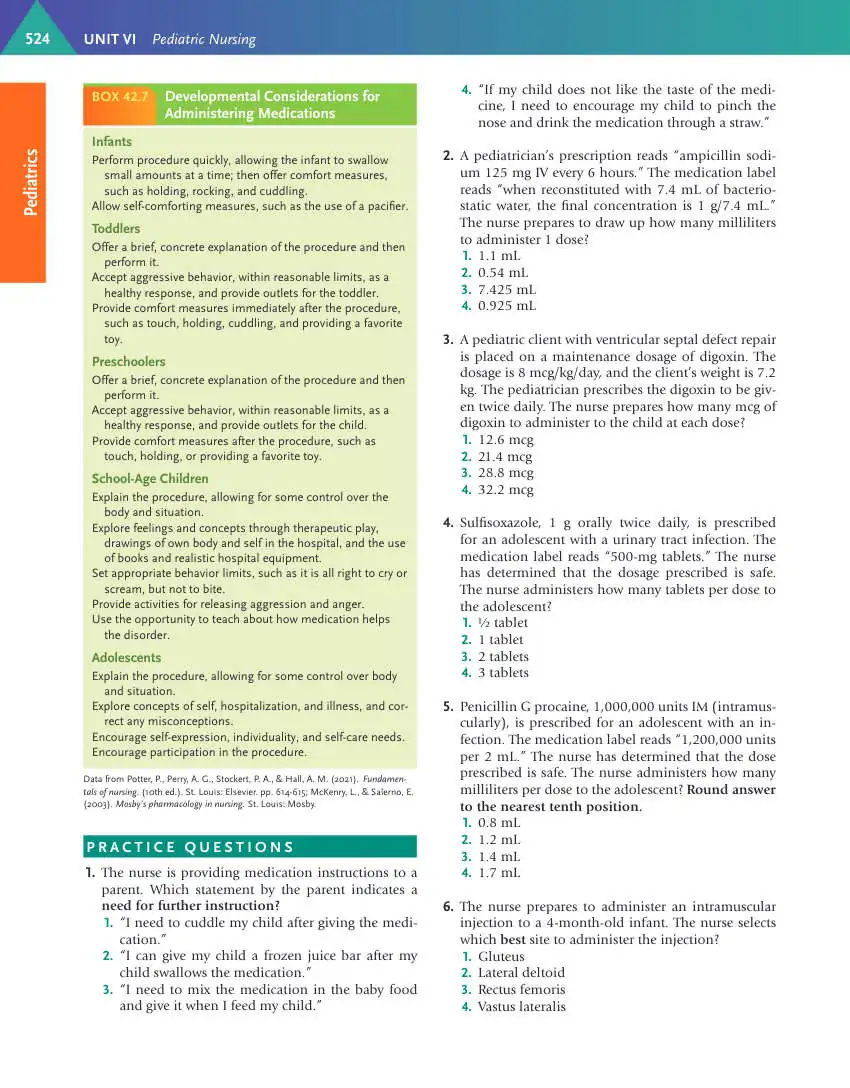 524
UNIT VI Pediatric Nursing
Pediatrics
BOX 42.7 Developmental Considerations for
Administering Medications
Infants
Perform procedure quickly, allowing the infant to swallow
small amounts at a time; then offer comfort measures,
such as holding, rocking, and cuddling.
Allow self-comforting measures, such as the use of a pacifier.
Toddlers
Offer a brief, concrete explanation of the procedure and then
perform it.
Accept aggressive behavior, within reasonable limits, as a
healthy response, and provide outlets for the toddler.
Provide comfort measures immediately after the procedure,
such as touch, holding, cuddling, and providing a favorite
toy.
Preschoolers
Offer a brief, concrete explanation of the procedure and then
perform it.
Accept aggressive behavior, within reasonable limits, as a
healthy response, and provide outlets for the child.
Provide comfort measures after the procedure, such as
touch, holding, or providing a favorite toy.
School-Age Children
Explain the procedure, allowing for some control over the
body and situation.
Explore feelings and concepts through therapeutic play,
drawings of own body and self in the hospital, and the use
of books and realistic hospital equipment.
Set appropriate behavior limits, such as it is all right to cry or
scream, but not to bite.
Provide activities for releasing aggression and anger.
Use the opportunity to teach about how medication helps
the disorder.
Adolescents
Explain the procedure, allowing for some control over body
and situation.
Explore concepts of self, hospitalization, and illness, and cor-
rect any misconceptions.
Encourage self-expression, individuality, and self-care needs.
Encourage participation in the procedure.
Data from Potter, P., Perry, A. G., Stockert, P. A., & Hall, A. M. (2021). Fundamen-
tals of nursing. (10th ed.). St. Louis: Elsevier. pp. 614-615; McKenry, L., & Salerno, E.
(2003). Mosby's pharmacology in nursing. St. Louis: Mosby.
PRACTICE QUESTIONS
1. The nurse is providing medication instructions to a
parent. Which statement by the parent indicates a
need for further instruction?
1. "I need to cuddle my child after giving the medi-
cation."
2. "I can give my child a frozen juice bar after my
child swallows the medication."
3. "I need to mix the medication in the baby food
and give it when I feed my child."
4. "If my child does not like the taste of the medi-
cine, I need to encourage my child to pinch the
nose and drink the medication through a straw."
2. A pediatrician's prescription reads "ampicillin sodi-
um 125 mg IV every 6 hours." The medication label
reads "when reconstituted with 7.4 mL of bacterio-
static water, the final concentration is 1 g/7.4 mL."
The nurse prepares to draw up how many milliliters
to administer 1 dose?
1. 1.1 mL
2. 0.54 mL
3. 7.425 mL
4. 0.925 mL
3. A pediatric client with ventricular septal defect repair
is placed on a maintenance dosage of digoxin. The
dosage is 8 mcg/kg/day, and the client's weight is 7.2
kg. The pediatrician prescribes the digoxin to be giv-
en twice daily. The nurse prepares how many mcg of
digoxin to administer to the child at each dose?
1. 12.6 mcg
2. 21.4 mcg
3. 28.8 mcg
4. 32.2 mcg
4. Sulfisoxazole, 1 g orally twice daily, is prescribed
for an adolescent with a urinary tract infection. The
medication label reads "500-mg tablets." The nurse
has determined that the dosage prescribed is safe.
The nurse administers how many tablets per dose to
the adolescent?
1. ½ tablet
2. 1 tablet
3. 2 tablets
4. 3 tablets
5. Penicillin G procaine, 1,000,000 units IM (intramus-
cularly), is prescribed for an adolescent with an in-
fection. The medication label reads "1,200,000 units
per 2 mL." The nurse has determined that the dose
prescribed is safe. The nurse administers how many
milliliters per dose to the adolescent? Round answer
to the nearest tenth position.
1. 0.8 mL
2. 1.2 mL
3. 1.4 mL
4. 1.7 mL
6. The nurse prepares to administer an intramuscular
injection to a 4-month-old infant. The nurse selects
which best site to administer the injection?
1. Gluteus
2. Lateral deltoid
3. Rectus femoris
4. Vastus lateralis